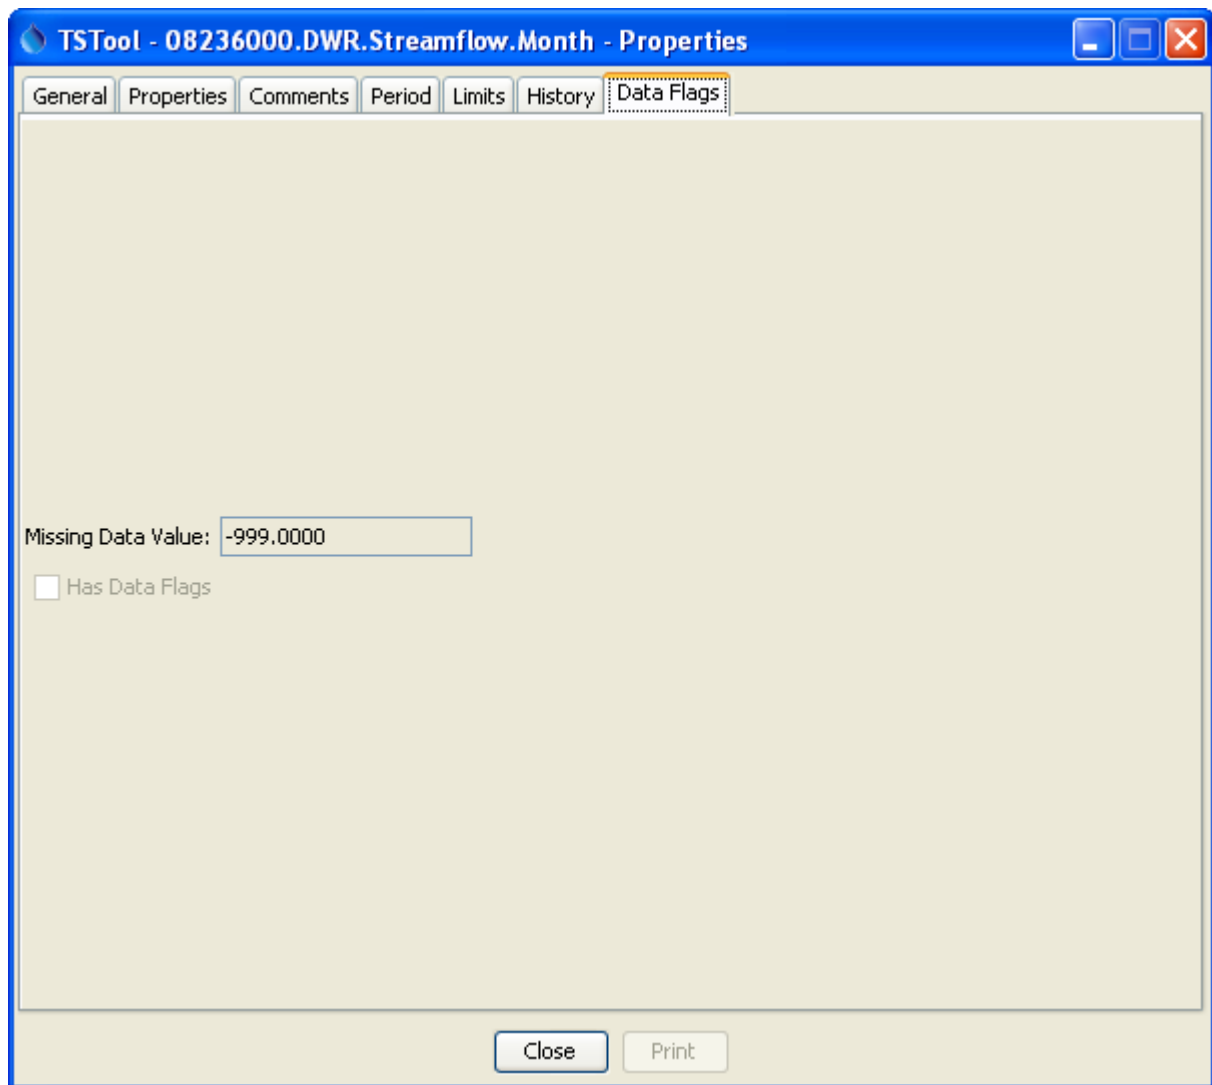 TSTool - 08236000.DWR.Streamflow.Month - Properties
General Properties Comments Period Limits History Data Flags
Missing Data Value: -999.0000
Has Data Flags
Close Print